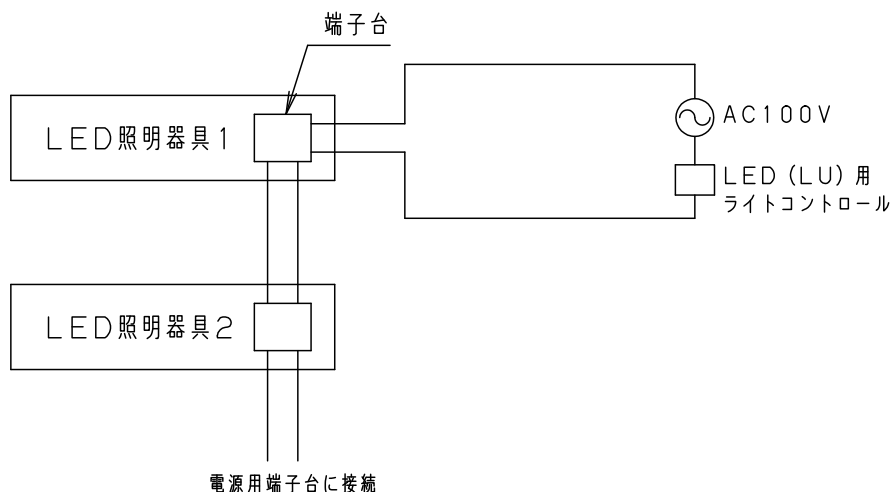 端子台
LED照明器具1
AC100V
LED(LU)用
ライトコントロール
LED照明器具2
電源用端子台に接続